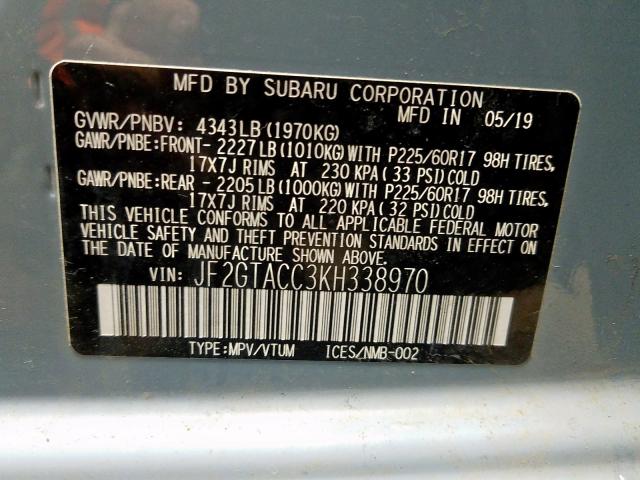 MFD BY SUBARU CORPORATION
MFD IN 05/19
GVWR/PNBV: 4343LB(1970KG)
GAWR/PNBE:FRONT-2227LB(1010KG)WITH P225/60R17 98H TIRES,
17X7J RIMS AT 230 KPA(33 PSI)COLD
GAWR/PNBE:REAR -2205LB(1000KG)WITH P225/60R17 98H TIRES,
17X7J RIMS AT 220 KPA(32 PSI)COLD
THIS VEHICLE CONFORMS TO ALL APPLICABLE FEDERAL MOTOR
VEHICLE SAFETY AND THEFT PREVENTION STANDARDS IN EFFECT ON
THE DATE OF MANUFACTURE SHOWN ABOVE.
VIN: JF2GTACC3KH338970
TYPE:MPV/VTUM ICES/NMB-002